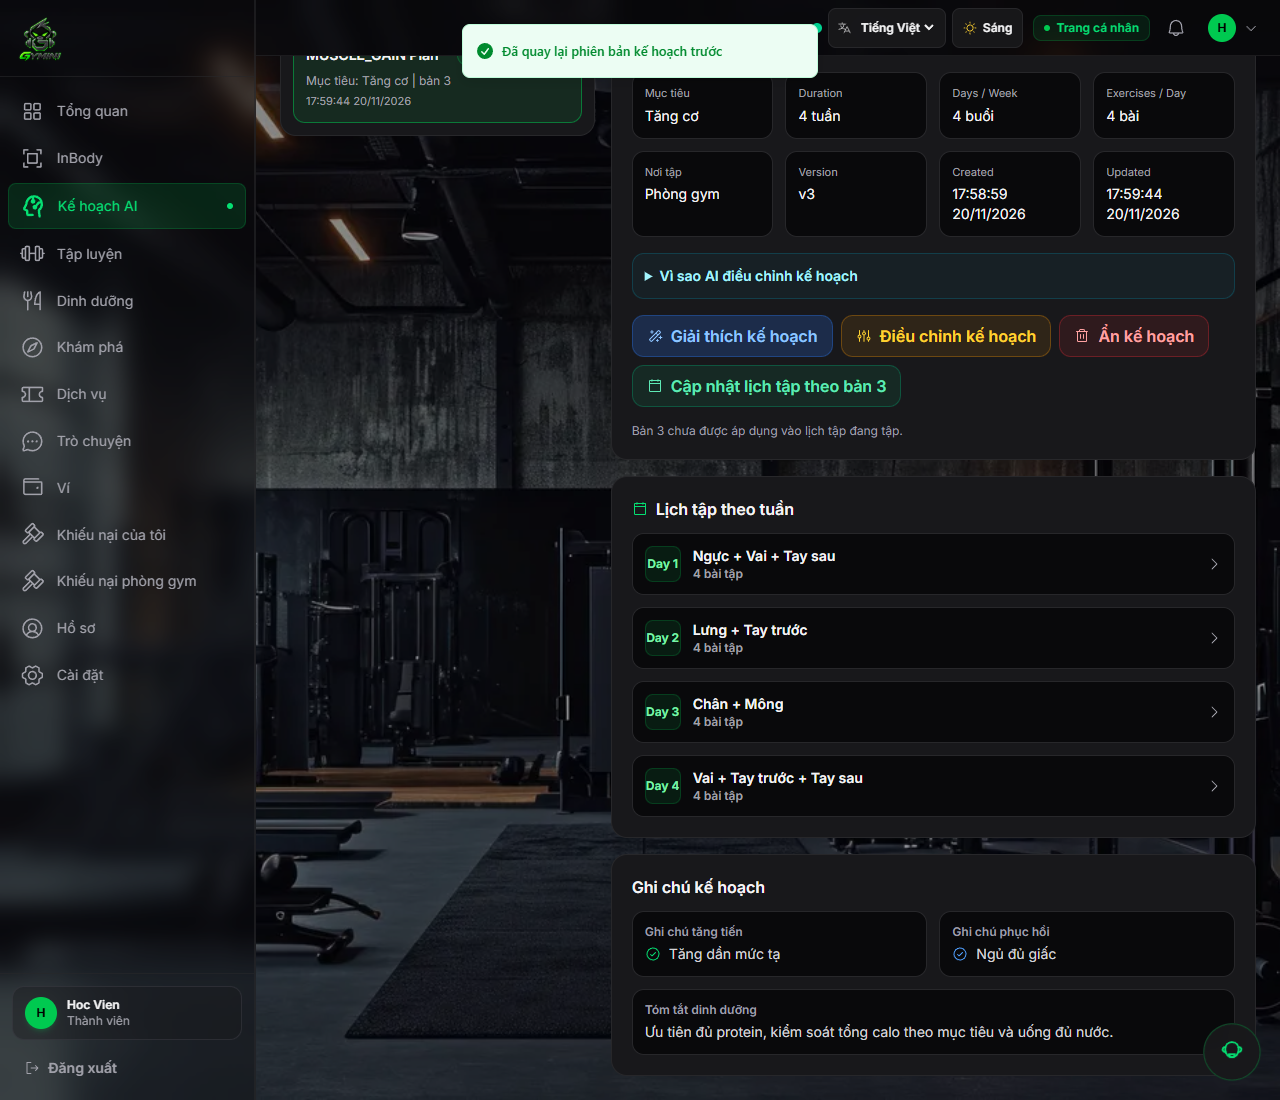 GYMINI
Tổng quan
InBody
Kế hoạch AI
Tập luyện
Dinh dưỡng
Khám phá
Dịch vụ
Trò chuyện
Ví
Khiếu nại của tôi
Khiếu nại phòng gym
Hồ sơ
Cài đặt
H
Hoc Vien
Thành viên
Đăng xuất
Đã quay lại phiên bản kế hoạch trước
Tiếng Việt
Sáng
Trang cá nhân
H
MUSCLE_GAIN Plan
Mục tiêu: Tăng cơ | bản 3
17:59:44 20/11/2026
Mục tiêu
Tăng cơ
Duration
4 tuần
Days / Week
4 buổi
Exercises / Day
4 bài
Nơi tập
Phòng gym
Version
v3
Created
17:58:59
20/11/2026
Updated
17:59:44
20/11/2026
Vì sao AI điều chỉnh kế hoạch
Giải thích kế hoạch
Điều chỉnh kế hoạch
Ẩn kế hoạch
Cập nhật lịch tập theo bản 3
Bản 3 chưa được áp dụng vào lịch tập đang tập.
Lịch tập theo tuần
Day 1
Ngực + Vai + Tay sau
4 bài tập
Day 2
Lưng + Tay trước
4 bài tập
Day 3
Chân + Mông
4 bài tập
Day 4
Vai + Tay trước + Tay sau
4 bài tập
Ghi chú kế hoạch
Ghi chú tăng tiến
Tăng dần mức tạ
Ghi chú phục hồi
Ngủ đủ giấc
Tóm tắt dinh dưỡng
Ưu tiên đủ protein, kiểm soát tổng calo theo mục tiêu và uống đủ nước.